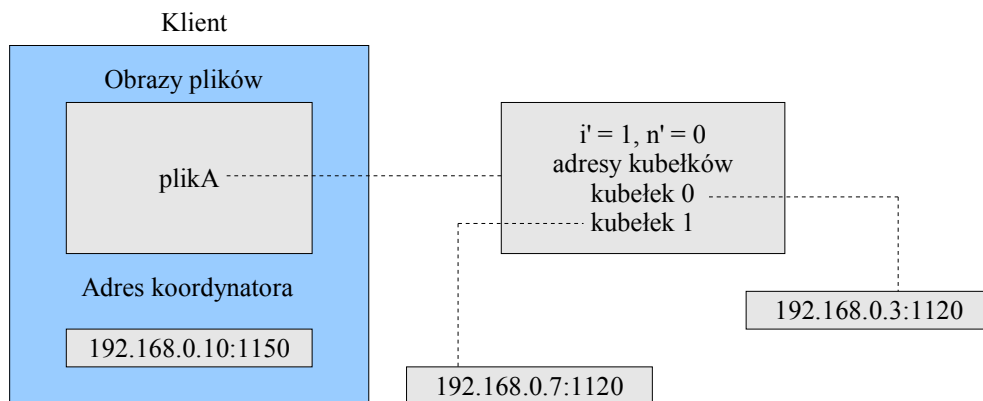 Klient
Obrazy plików
plikA
i' = 1, n' = 0
adresy kubełków
kubełek 0
kubełek 1
Adres koordynatora
192.168.0.10:1150
192.168.0.3:1120
192.168.0.7:1120